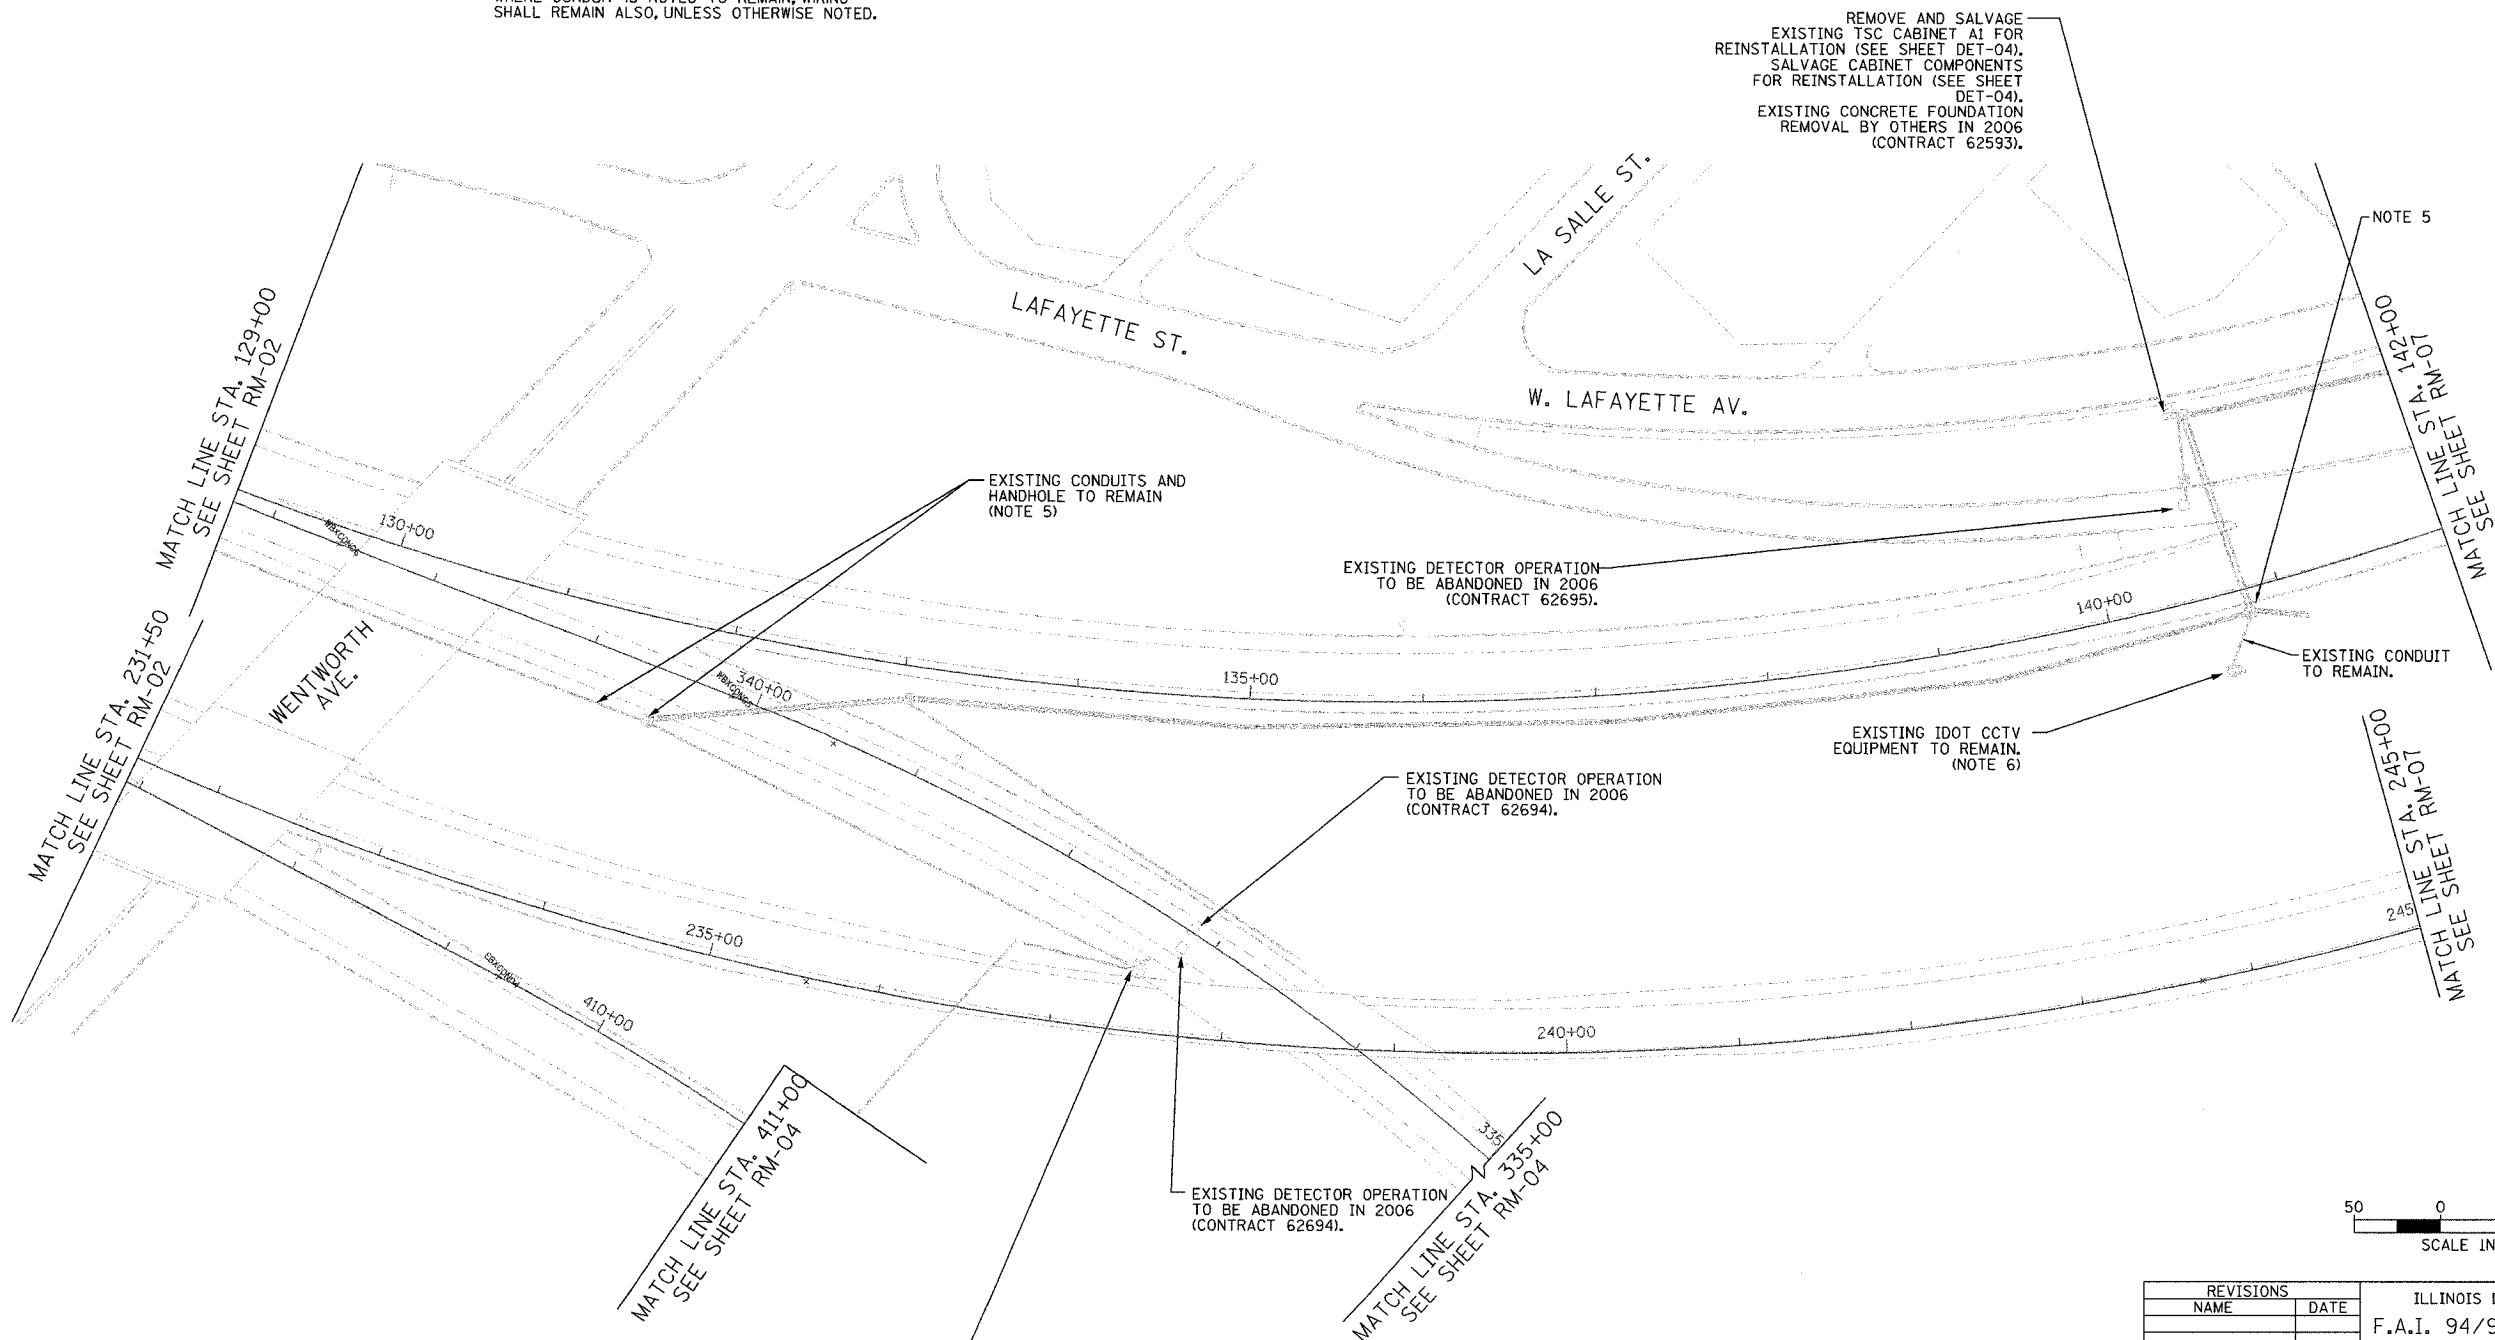 SHALL REMAIN ALSO, UNLESS OTHERWISE NOTED.
REMOVE AND SALVAGE
EXISTING TSC CABINET A1 FOR
REINSTALLATION (SEE SHEET DET-04).
SALVAGE CABINET COMPONENTS
FOR REINSTALLATION (SEE SHEET
DET-04).
EXISTING CONCRETE FOUNDATION
REMOVAL BY OTHERS IN 2006
(CONTRACT 62593).
NOTE 5
LA SALLE ST.
LAFAYETTE ST.
W. LAFAYETTE AV.
MATCH LINE STA. 129+00
SEE SHEET RM-02
MATCH LINE STA. 142+00
SEE SHEET RM-07
EXISTING CONDUITS AND
HANDHOLE TO REMAIN
(NOTE 5)
130+00
WBXCON06
EXISTING DETECTOR OPERATION
TO BE ABANDONED IN 2006
(CONTRACT 62695).
140+00
MATCH LINE STA. 231+50
SEE SHEET RM-02
WENTWORTH
AVE.
340+00
WBXCON05
135+00
EXISTING CONDUIT
TO REMAIN.
EXISTING IDOT CCTV
EQUIPMENT TO REMAIN.
(NOTE 6)
EXISTING DETECTOR OPERATION
TO BE ABANDONED IN 2006
(CONTRACT 62694).
MATCH LINE STA. 245+00
SEE SHEET RM-07
245
235+00
EBXCON04
410+00
240+00
MATCH LINE STA. 411+00
SEE SHEET RM-04
335
MATCH LINE STA. 335+00
SEE SHEET RM-04
EXISTING DETECTOR OPERATION
TO BE ABANDONED IN 2006
(CONTRACT 62694).
50 0
SCALE IN
REVISIONS
NAME DATE
ILLINOIS
F.A.I. 94/9